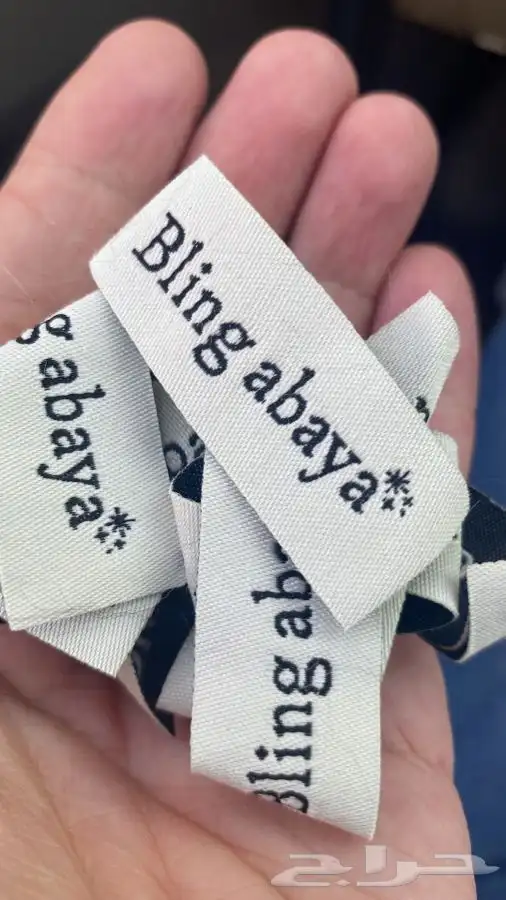 Bling abaya
g abaya
Bling ab
حراج